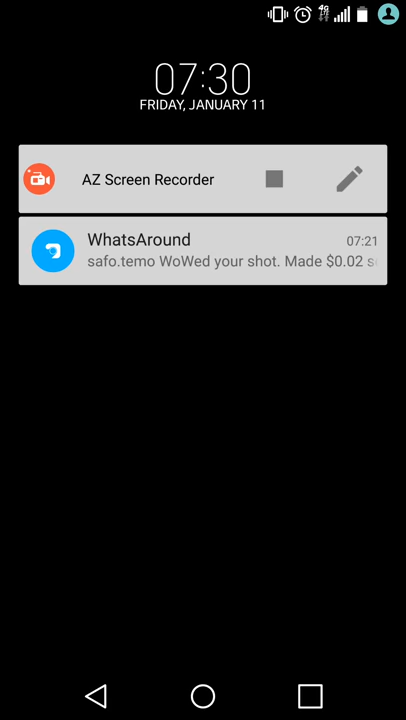 4G
07:30
FRIDAY, JANUARY 11
AZ Screen Recorder
WhatsAround
07:21
safo.temo WoWed your shot. Made $0.02